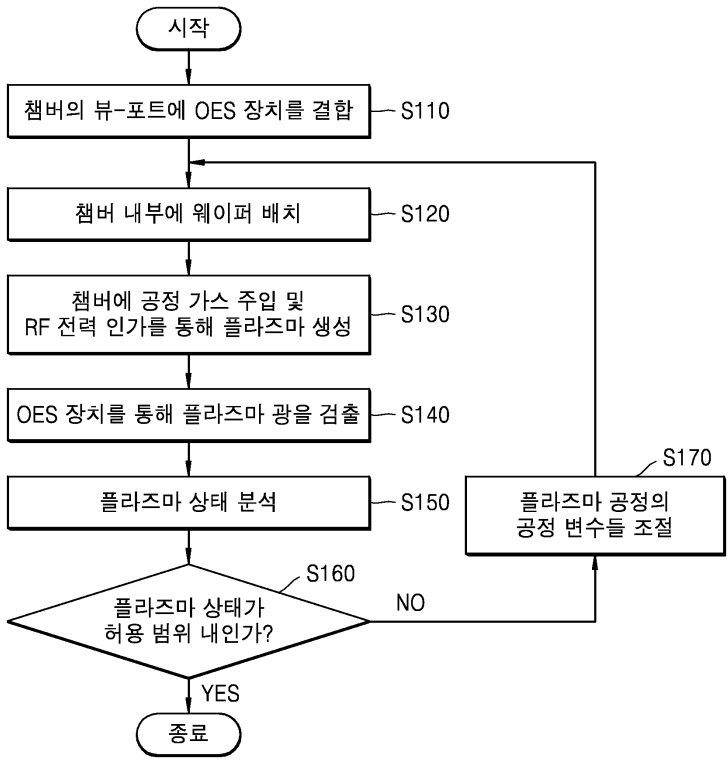 시작
챔버의 뷰-포트에 OES 장치를 결합
S110
챔버 내부에 웨이퍼 배치
S120
챔버에 공정 가스 주입 및
RF 전력 인가를 통해 플라즈마 생성
S130
OES 장치를 통해 플라즈마 광을 검출
S140
플라즈마 상태 분석
S150
S170
플라즈마 공정의
공정 변수들 조절
S160
플라즈마 상태가
허용 범위 내인가?
NO
YES
종료